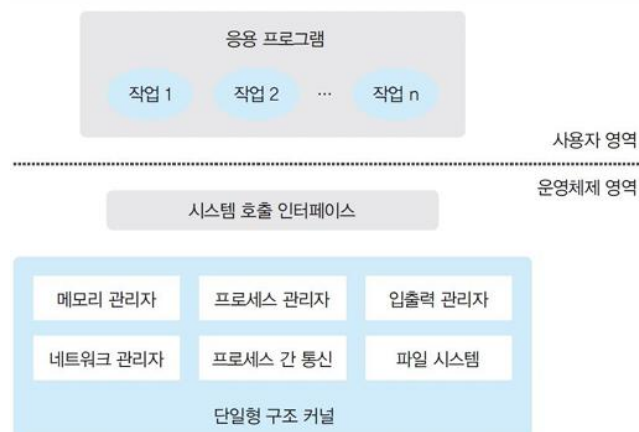 응용 프로그램
작업 1 작업 2 ... 작업 n
사용자 영역
운영체제 영역
시스템 호출 인터페이스
메모리 관리자 프로세스 관리자 입출력 관리자
네트워크 관리자 프로세스 간 통신 파일 시스템
단일형 구조 커널